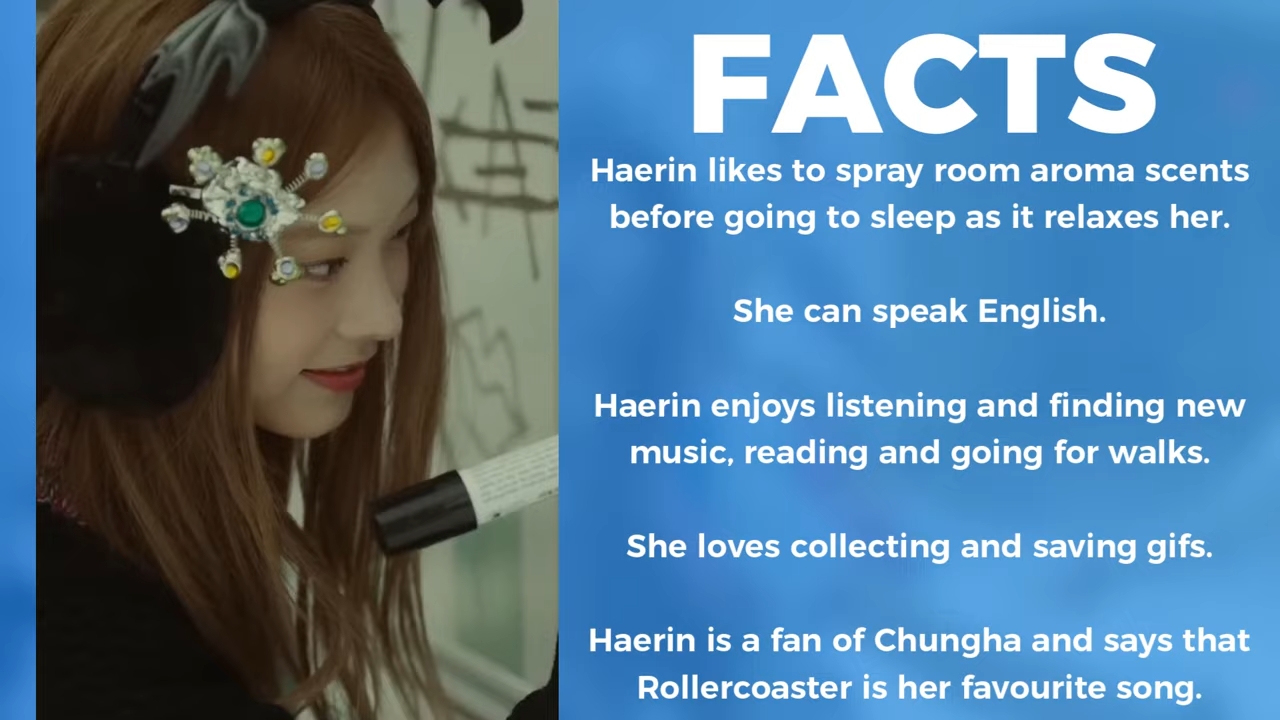 FACTS
Haerin likes to spray room aroma scents
before going to sleep as it relaxes her.
She can speak English.
Haerin enjoys listening and finding new
music, reading and going for walks.
She loves collecting and saving gifs.
Haerin is a fan of Chungha and says that
Rollercoaster is her favourite song.